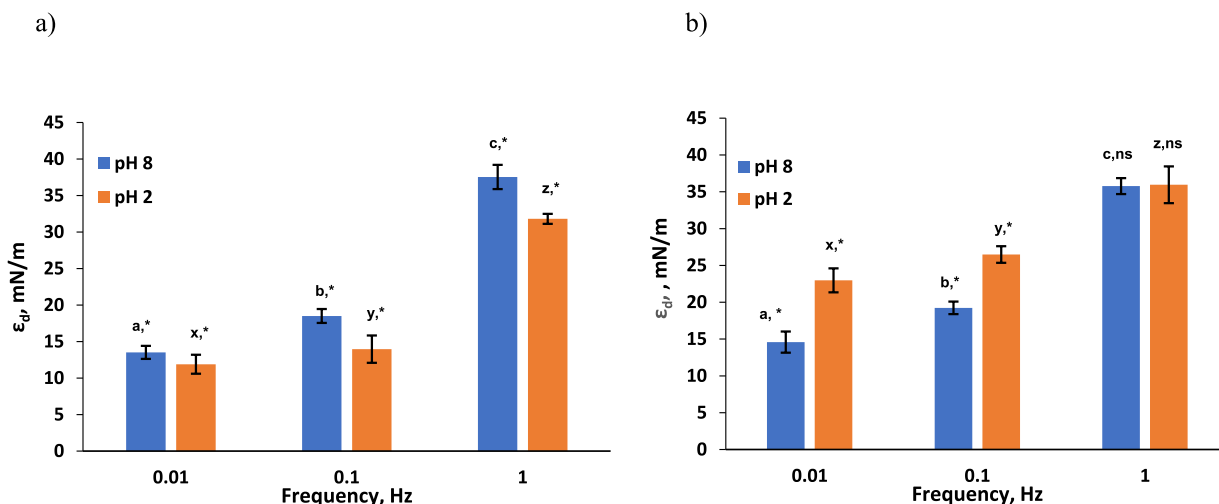 a)
45
40
35
30
25
20
15
10
5
0
εd, mN/m
pH 8
pH 2
a,*
x,*
b,*
y,*
c,*
z,*
0.01
0.1
1
Frequency, Hz
b)
45
40
35
30
25
20
15
10
5
0
εd, , mN/m
pH 8
pH 2
a, *
x,*
b,*
y,*
c,ns
z,ns
0.01
0.1
1
Frequency, Hz